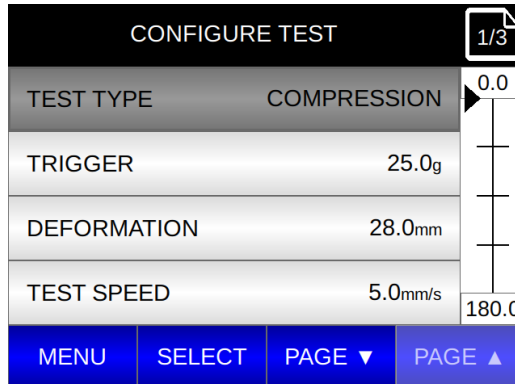 CONFIGURE TEST 1/3
TEST TYPE COMPRESSION 0.0
TRIGGER 25.0g
DEFORMATION 28.0mm
TEST SPEED 5.0mm/s 180.0
MENU SELECT PAGE ▼ PAGE ▲